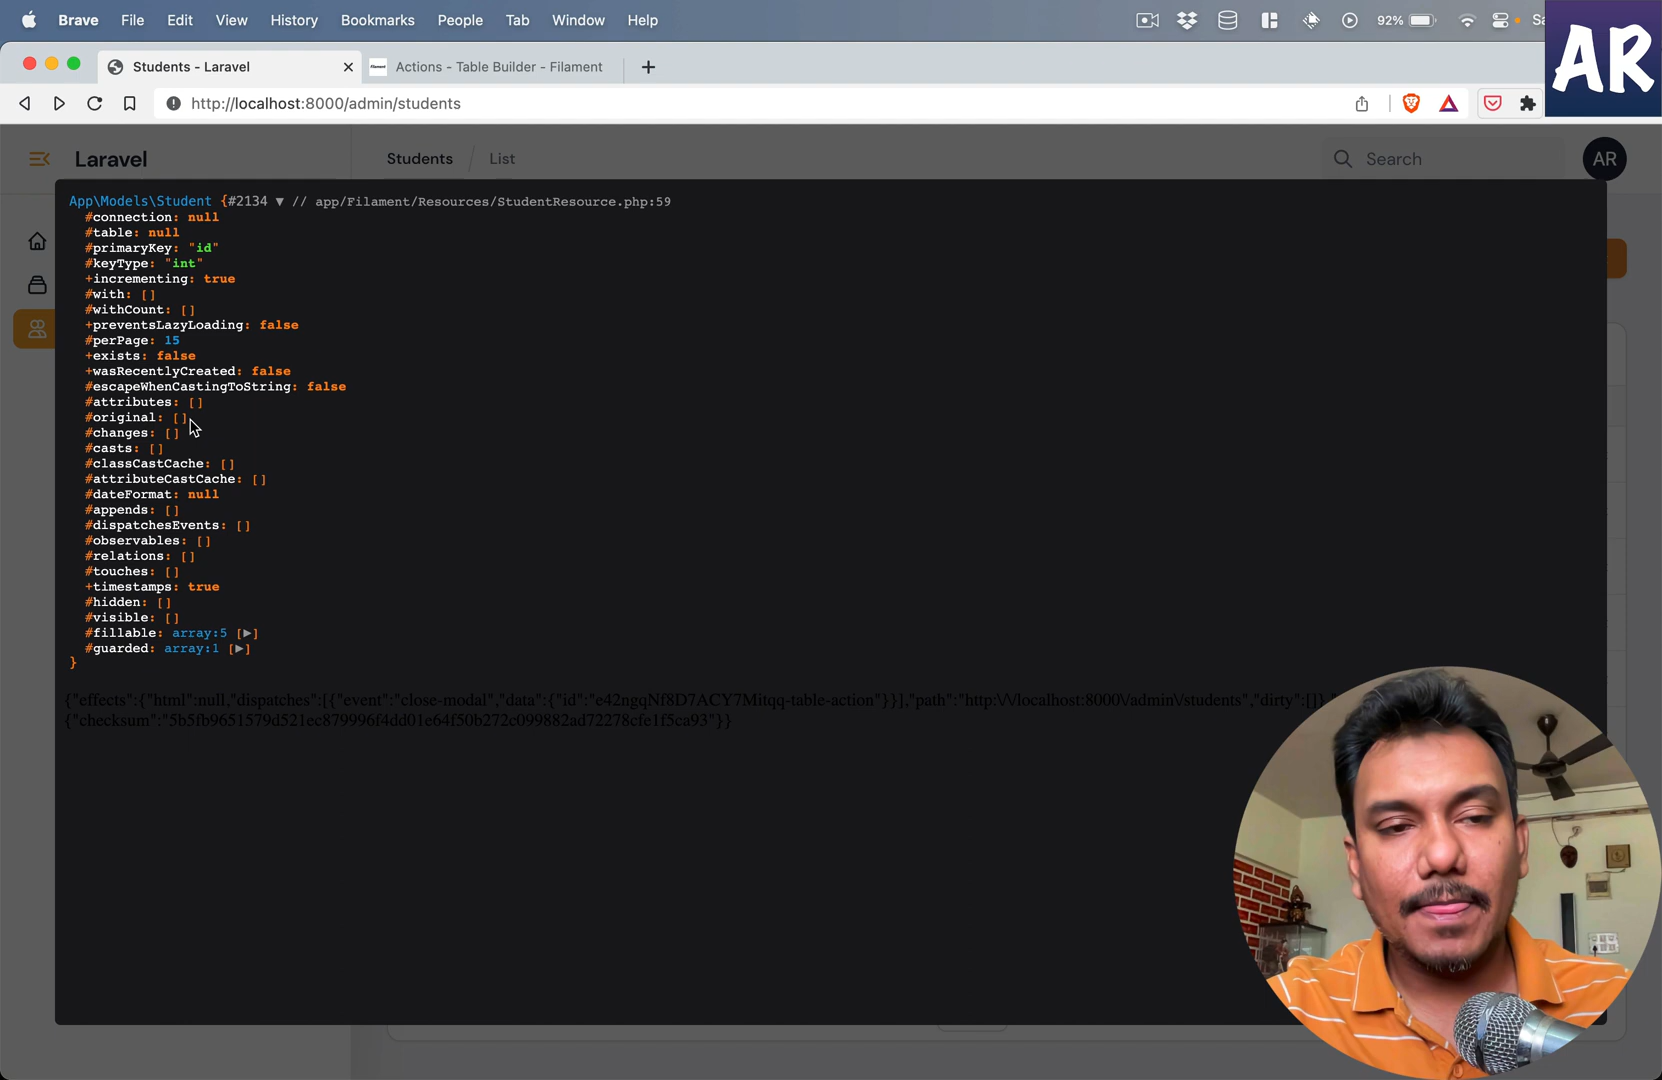 Brave File Edit View History Bookmarks People Tab Window Help 92% Sa
AR
Students - Laravel Filament Actions - Table Builder - Filament
http://localhost:8000/admin/students
Laravel Students / List Search AR
App\Models\Student {#2134 ▼ // app/Filament/Resources/StudentResource.php:59
#connection: null
#table: null
#primaryKey: "id"
#keyType: "int"
+incrementing: true
#with: []
#withCount: []
+preventsLazyLoading: false
#perPage: 15
+exists: false
+wasRecentlyCreated: false
#escapeWhenCastingToString: false
#attributes: []
#original: []
#changes: []
#casts: []
#classCastCache: []
#attributeCastCache: []
#dateFormat: null
#appends: []
#dispatchesEvents: []
#observables: []
#relations: []
#touches: []
+timestamps: true
#hidden: []
#visible: []
#fillable: array:5 [▶]
#guarded: array:1 [▶]
}
{"effects":{"html":null,"dispatches":[{"event":"close-modal","data":{"id":"e42ngqNf8D7ACY7Mitqq-table-action"}}],"path":"http:\/\/localhost:8000\/admin\/students","dirty":[]},
{"checksum":"5b5fb9651579d521ec879996f4dd01e64f50b272c099882ad72278cfe1f5ca93"}}